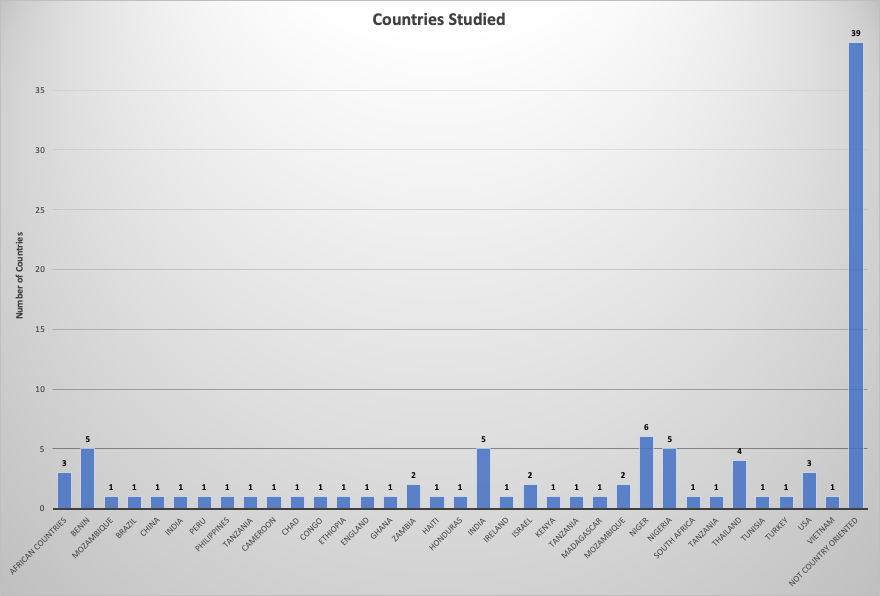 Countries Studied
39
35
30
25
20
15
10
5
0
Number of Countries
3
5
1
1
1
1
1
1
1
1
1
1
1
1
1
2
1
1
5
1
2
1
1
1
2
6
5
1
1
4
1
1
3
1
AFRICAN COUNTRIES
BENIN
MOZAMBIQUE
BRAZIL
CHINA
INDIA
PERU
PHILIPPINES
TANZANIA
CAMEROON
CHAD
CONGO
ETHIOPIA
ENGLAND
GHANA
ZAMBIA
HAITI
HONDURAS
INDIA
IRELAND
ISRAEL
KENYA
TANZANIA
MADAGASCAR
MOZAMBIQUE
NIGER
NIGERIA
SOUTH AFRICA
TANZANIA
THAILAND
TUNISIA
TURKEY
USA
VIETNAM
NOT COUNTRY ORIENTED